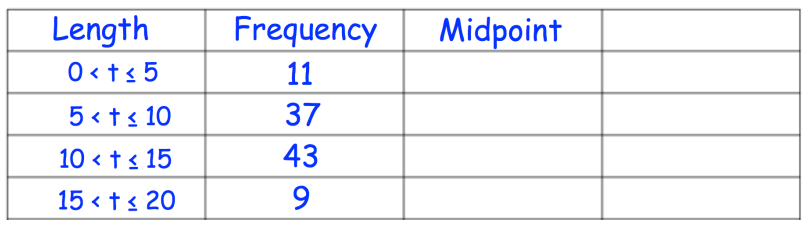 Length Frequency Midpoint
0 < t ≤ 5 11
5 < t ≤ 10 37
10 < t ≤ 15 43
15 < t ≤ 20 9